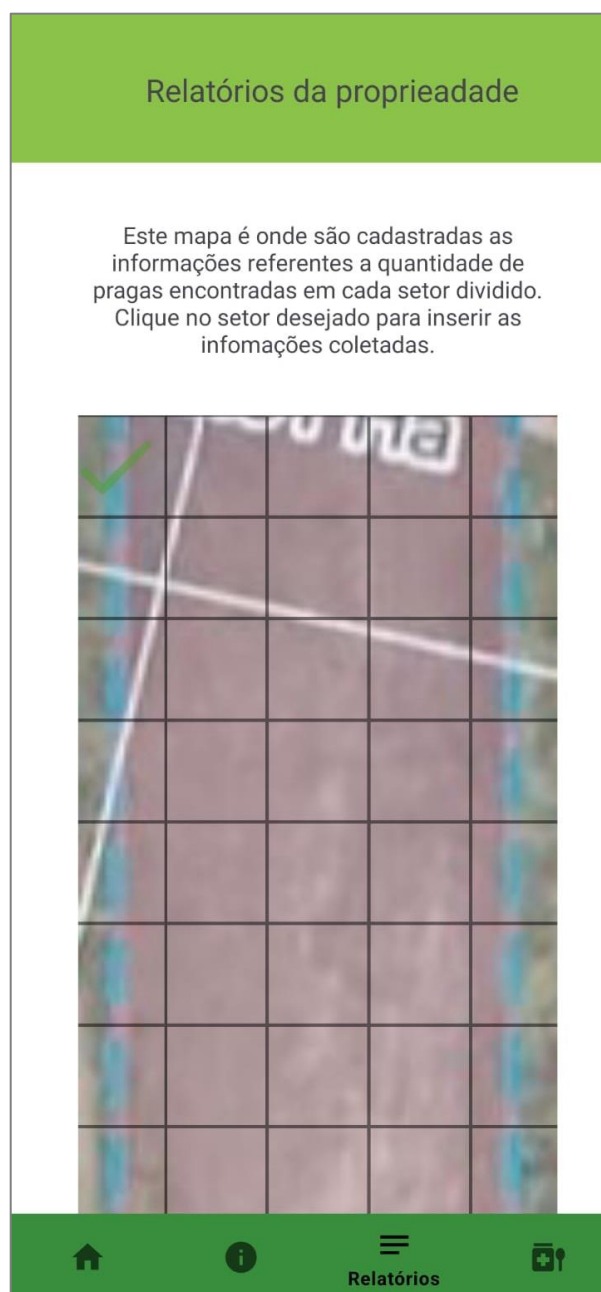 Relatórios da proprieadade
Este mapa é onde são cadastradas as
informações referentes a quantidade de
pragas encontradas em cada setor dividido.
Clique no setor desejado para inserir as
infomações coletadas.
Relatórios